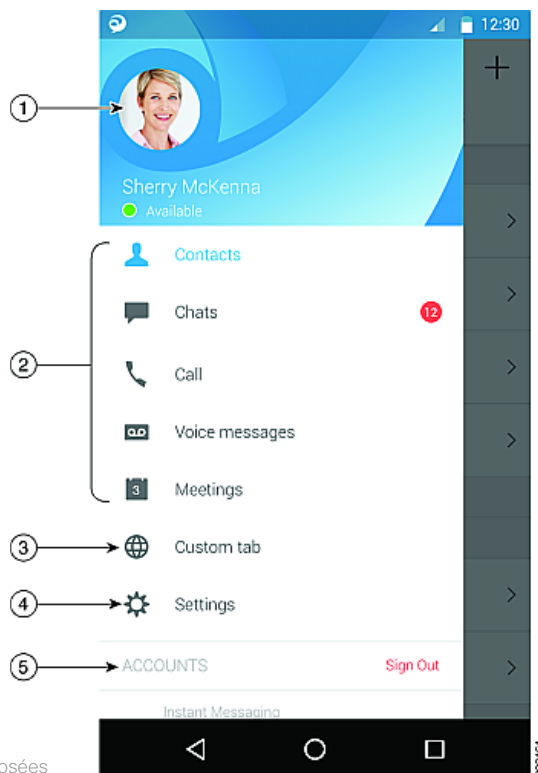 12:30
1
Sherry McKenna
Available
2
Contacts
Chats 12
Call
Voice messages
3 Meetings
3 Custom tab
4 Settings
5 ACCOUNTS Sign Out
Instant Messaging
osées